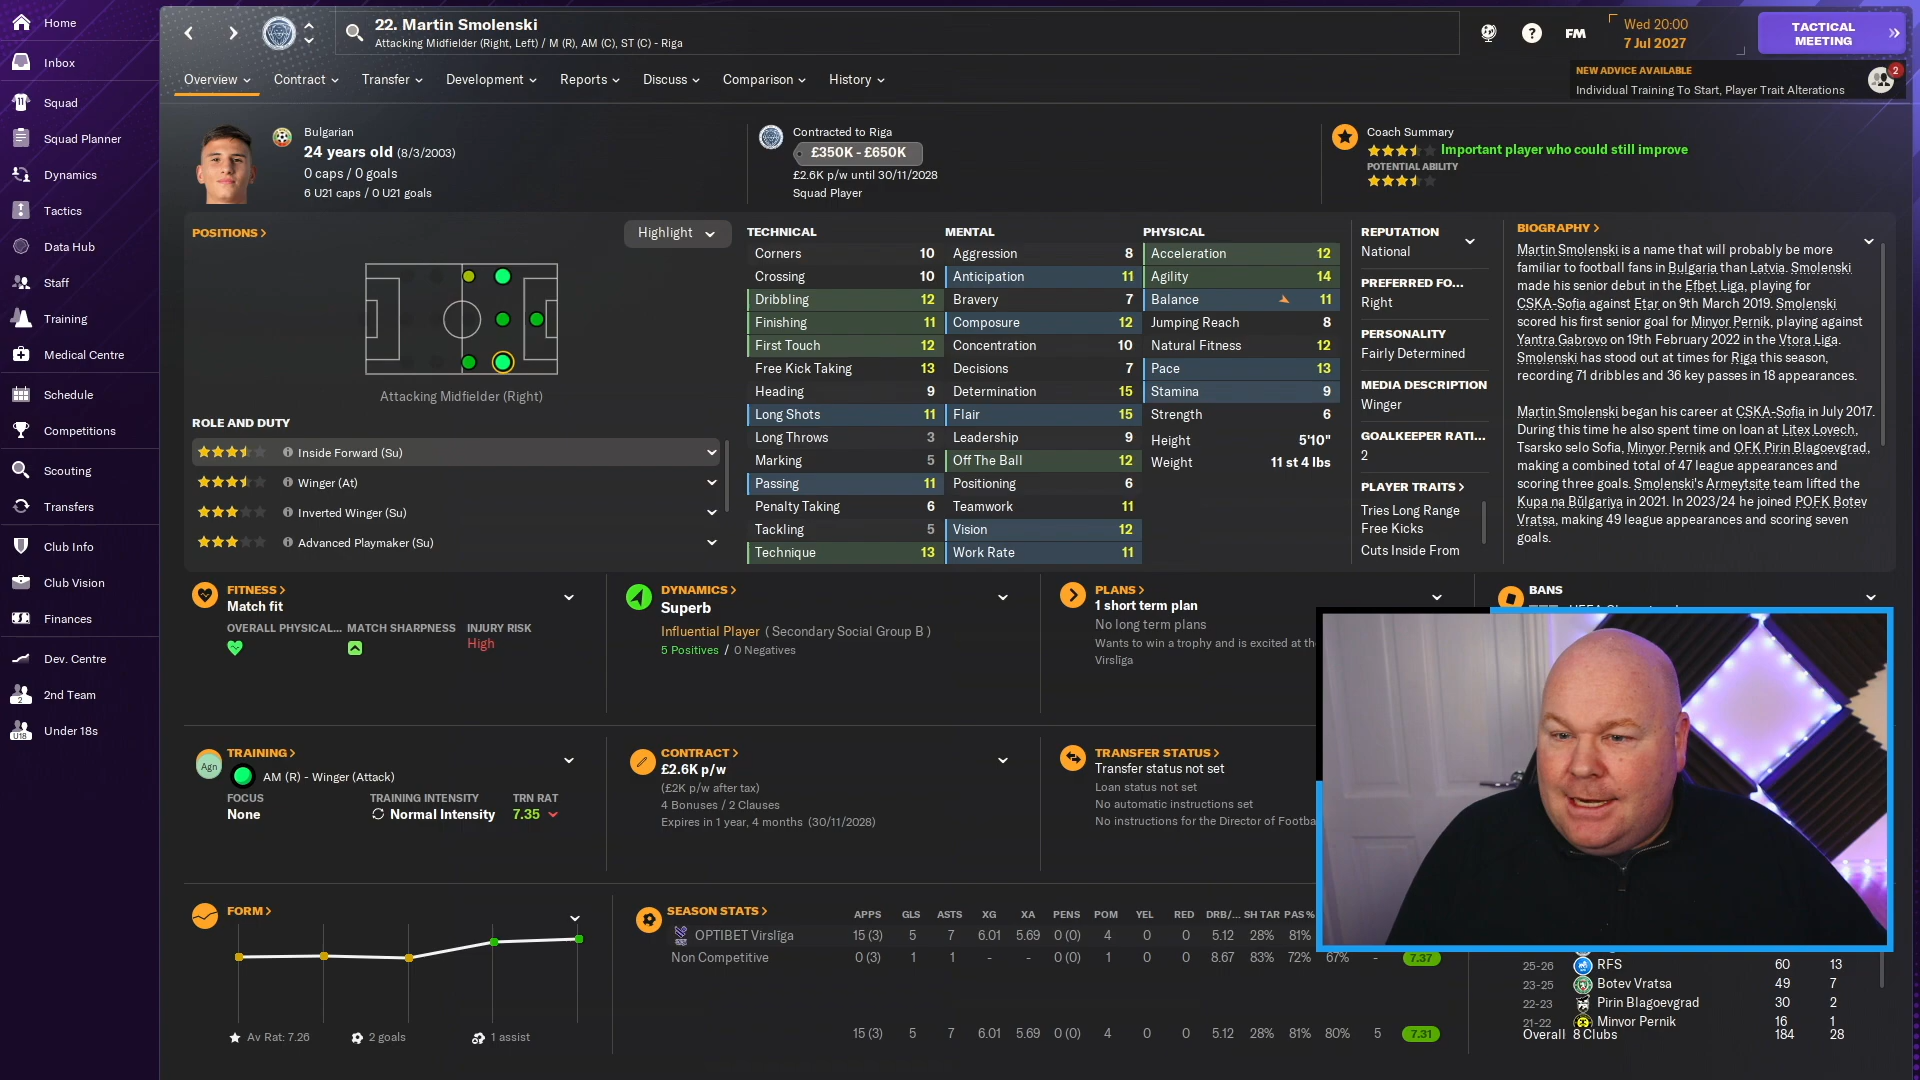 Home
Inbox
Squad
Squad Planner
Dynamics
Tactics
Data Hub
Staff
Training
Medical Centre
Schedule
Competitions
Scouting
Transfers
Club Info
Club Vision
Finances
Dev. Centre
2nd Team
Under 18s
22. Martin Smolenski
Attacking Midfielder (Right, Left) / M (R), AM (C), ST (C) - Riga
FM
Wed 20:00
7 Jul 2027
TACTICAL MEETING
Overview Contract Transfer Development Reports Discuss Comparison History
NEW ADVICE AVAILABLE
Individual Training To Start, Player Trait Alterations
2
Bulgarian
24 years old (8/3/2003)
0 caps / 0 goals
6 U21 caps / 0 U21 goals
Contracted to Riga
£350K - £650K
£2.6K p/w until 30/11/2028
Squad Player
Coach Summary
Important player who could still improve
POTENTIAL ABILITY
POSITIONS >
Highlight
Attacking Midfielder (Right)
ROLE AND DUTY
Inside Forward (Su)
Winger (At)
Inverted Winger (Su)
Advanced Playmaker (Su)
TECHNICAL
Corners 10
Crossing 10
Dribbling 12
Finishing 11
First Touch 12
Free Kick Taking 13
Heading 9
Long Shots 11
Long Throws 3
Marking 5
Passing 11
Penalty Taking 6
Tackling 5
Technique 13
MENTAL
Aggression 8
Anticipation 11
Bravery 7
Composure 12
Concentration 10
Decisions 7
Determination 15
Flair 15
Leadership 9
Off The Ball 12
Positioning 6
Teamwork 11
Vision 12
Work Rate 11
PHYSICAL
Acceleration 12
Agility 14
Balance 11
Jumping Reach 8
Natural Fitness 12
Pace 13
Stamina 9
Strength 6
Height 5'10"
Weight 11 st 4 lbs
REPUTATION
National
PREFERRED FO...
Right
PERSONALITY
Fairly Determined
MEDIA DESCRIPTION
Winger
GOALKEEPER RATI...
2
PLAYER TRAITS >
Tries Long Range
Free Kicks
Cuts Inside From
BIOGRAPHY >
Martin Smolenski is a name that will probably be more
familiar to football fans in Bulgaria than Latvia. Smolenski
made his senior debut in the Efbet Liga, playing for
CSKA-Sofia against Etar on 9th March 2019. Smolenski
scored his first senior goal for Minyor Pernik, playing against
Yantra Gabrovo on 19th February 2022 in the Vtora Liga.
Smolenski has stood out at times for Riga this season,
recording 71 dribbles and 36 key passes in 18 appearances.
Martin Smolenski began his career at CSKA-Sofia in July 2017.
During this time he also spent time on loan at Litex Lovech,
Tsarsko selo Sofia, Minyor Pernik and OFK Pirin Blagoevgrad,
making a combined total of 47 league appearances and
scoring three goals. Smolenski's Armeytsite team lifted the
Kupa na Bŭlgariya in 2021. In 2023/24 he joined POFK Botev
Vratsa, making 49 league appearances and scoring seven
goals.
FITNESS >
Match fit
OVERALL PHYSICAL... MATCH SHARPNESS INJURY RISK
High
DYNAMICS >
Superb
Influential Player ( Secondary Social Group B )
5 Positives / 0 Negatives
PLANS >
1 short term plan
No long term plans
Wants to win a trophy and is excited at the
Virslīga
BANS
TRAINING >
Agn
AM (R) - Winger (Attack)
FOCUS TRAINING INTENSITY TRN RAT
None Normal Intensity 7.35
CONTRACT >
£2.6K p/w
(£2K p/w after tax)
4 Bonuses / 2 Clauses
Expires in 1 year, 4 months (30/11/2028)
TRANSFER STATUS >
Transfer status not set
Loan status not set
No automatic instructions set
No instructions for the Director of Footba
FORM >
Av Rat: 7.26 2 goals 1 assist
SEASON STATS > APPS GLS ASTS XG XA PENS POM YEL RED DRB/... SH TAR PAS%
OPTIBET Virslīga 15 (3) 5 7 6.01 5.69 0 (0) 4 0 0 5.12 28% 81%
Non Competitive 0 (3) 1 1 - - 0 (0) 1 0 0 8.67 83% 72% 67% - 7.37
15 (3) 5 7 6.01 5.69 0 (0) 4 0 0 5.12 28% 81% 80% 5 7.31
25-26 RFS 60 13
23-25 Botev Vratsa 49 7
22-23 Pirin Blagoevgrad 30 2
21-22 Minyor Pernik 16 1
Overall 8 Clubs 184 28